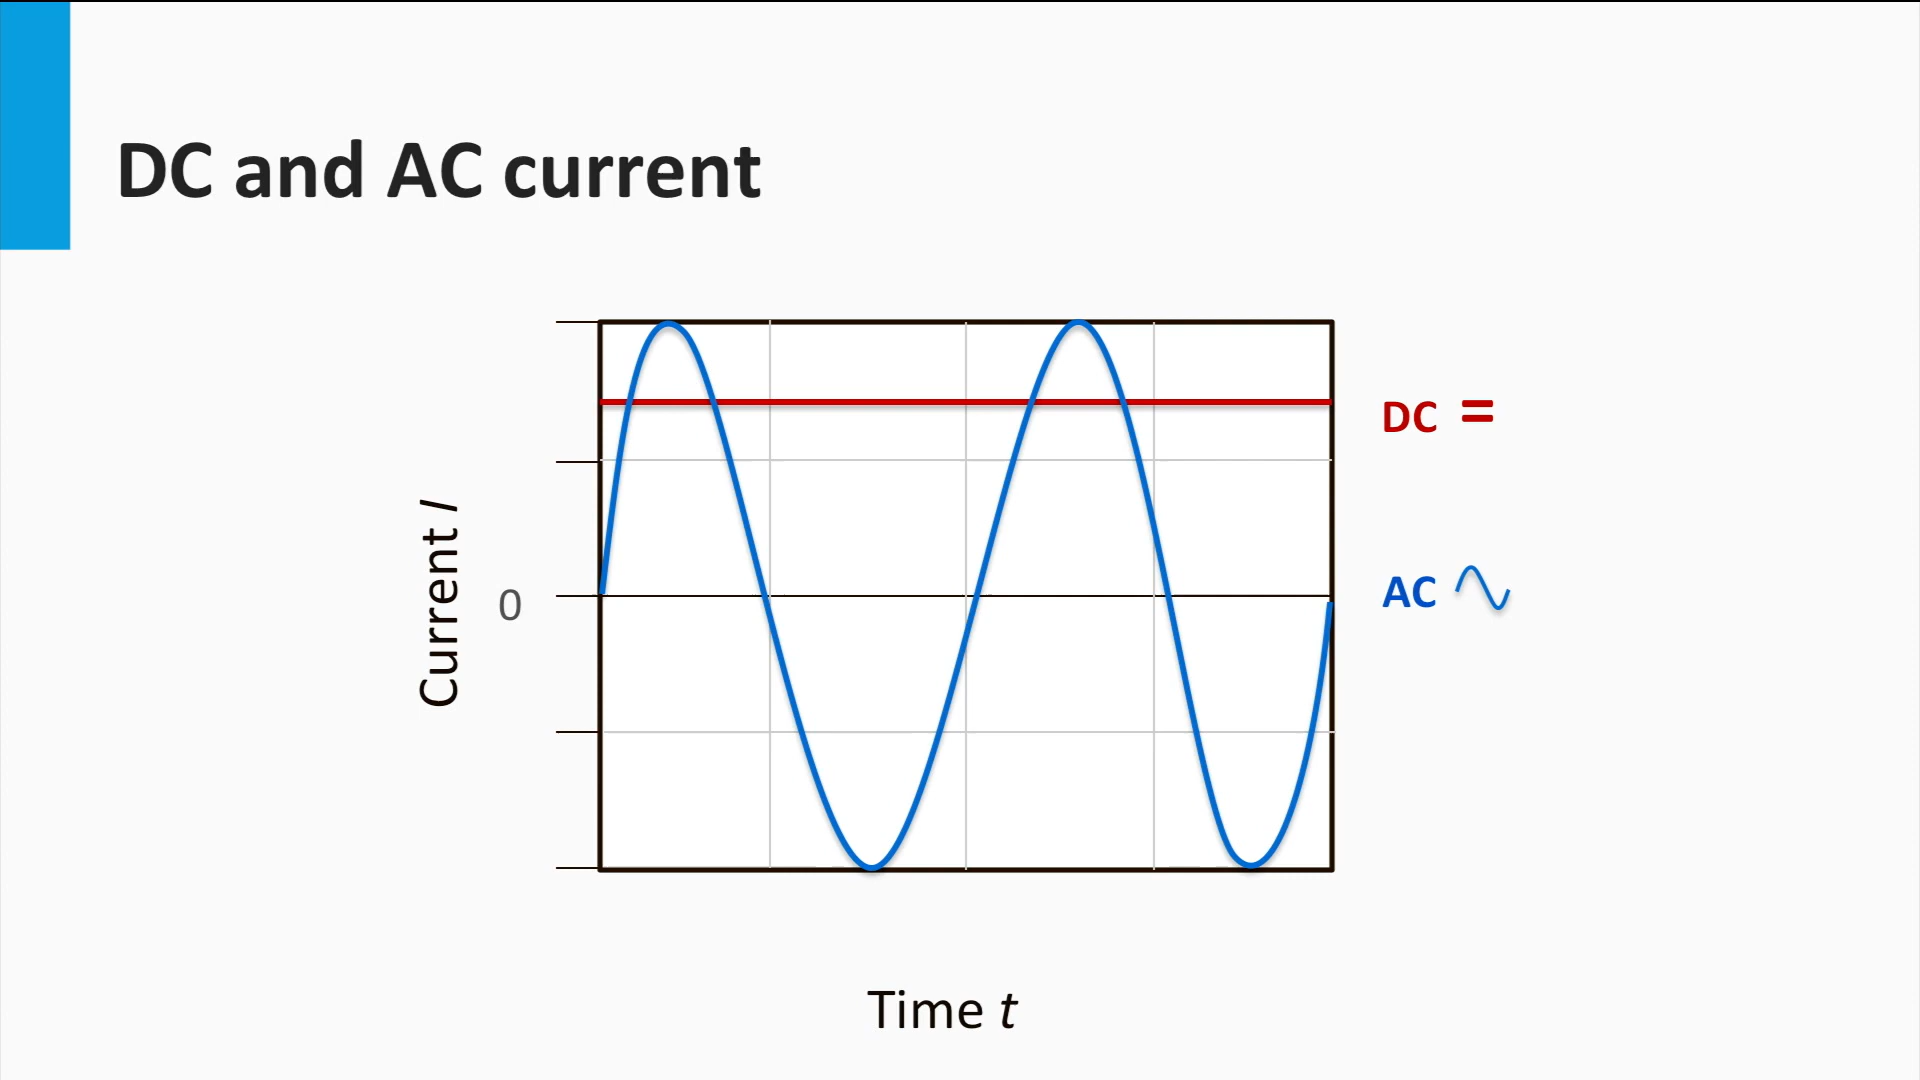 DC and AC current
DC =
Current I
0
AC
Time t